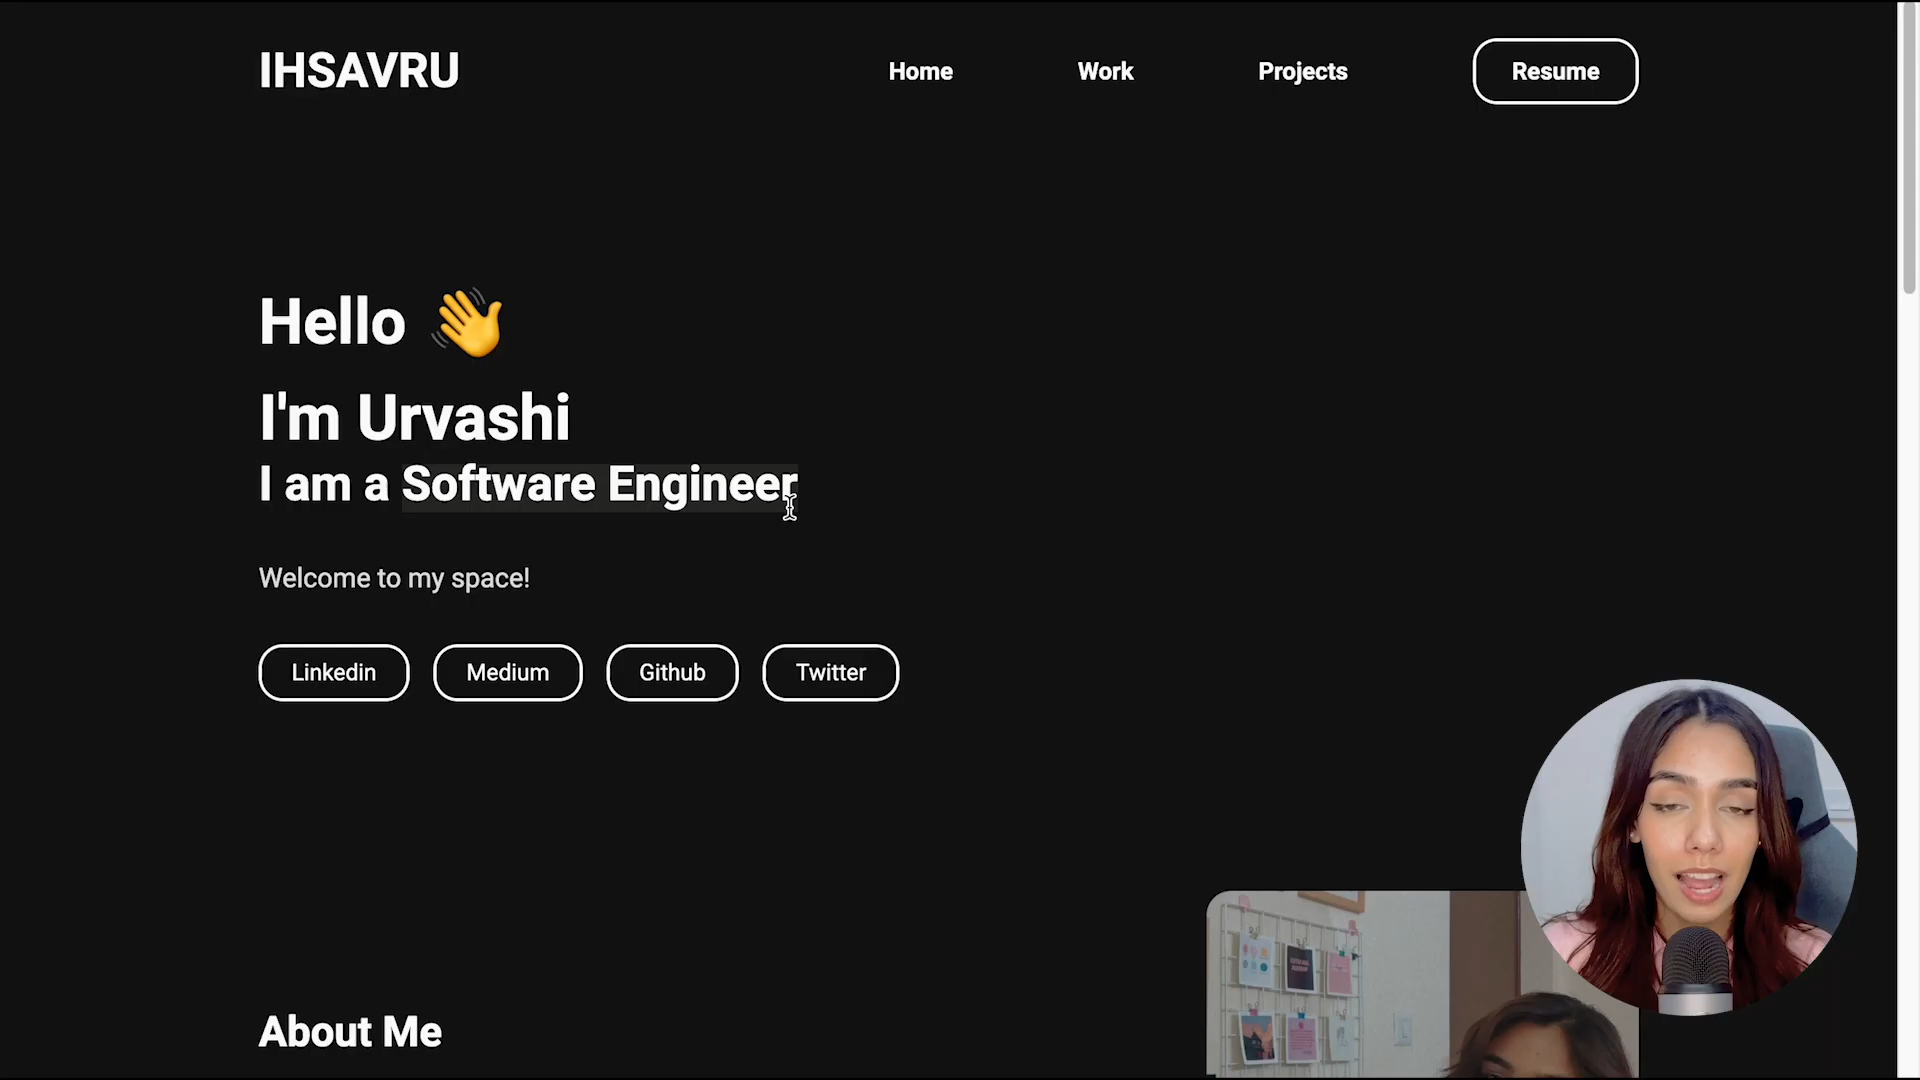 IHSAVRU
Home
Work
Projects
Resume
Hello 👋
I'm Urvashi
I am a Software Engineer
Welcome to my space!
Linkedin
Medium
Github
Twitter
About Me